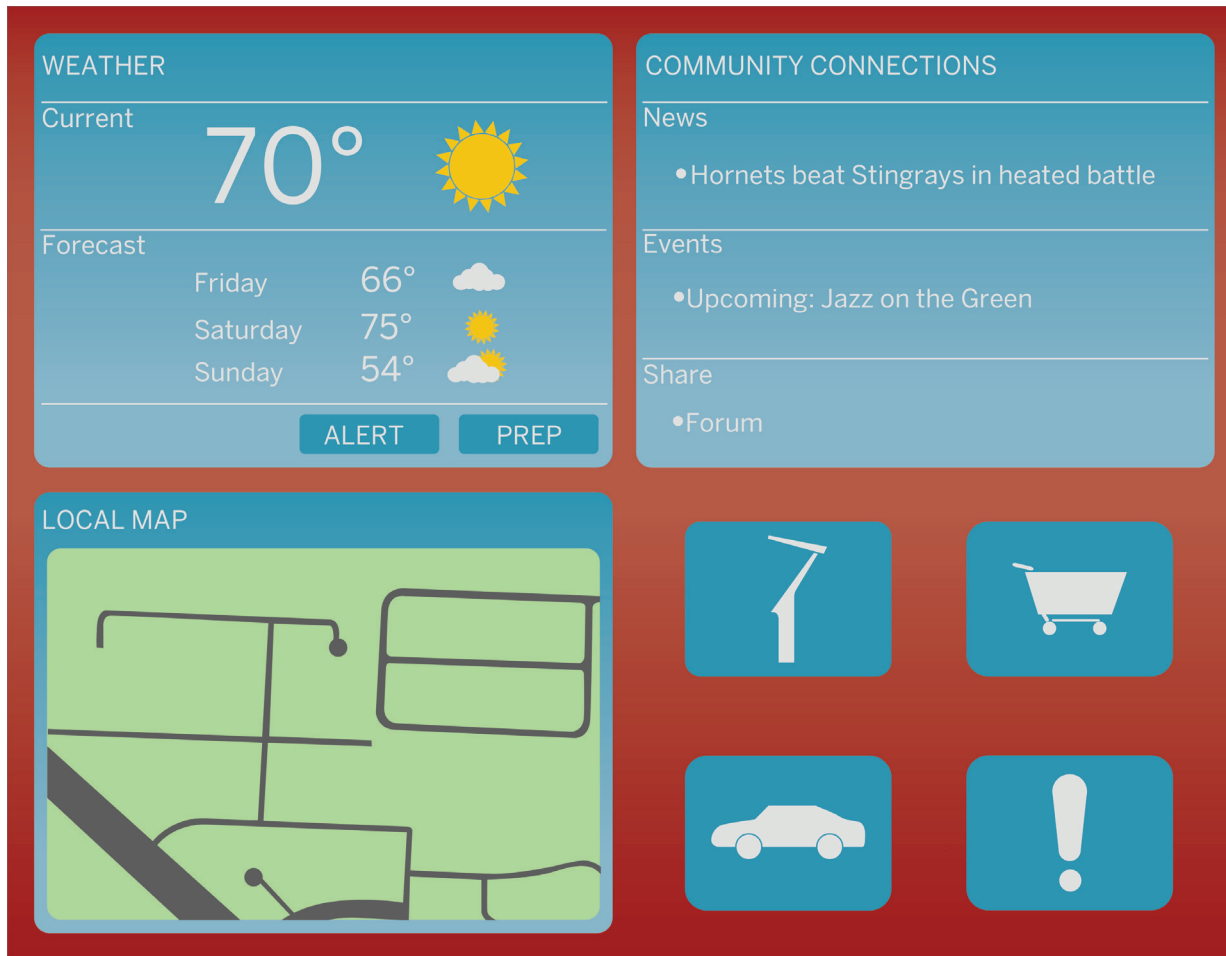 WEATHER
Current
70°
Forecast
Friday 66°
Saturday 75°
Sunday 54°
ALERT PREP
COMMUNITY CONNECTIONS
News
•Hornets beat Stingrays in heated battle
Events
•Upcoming: Jazz on the Green
Share
•Forum
LOCAL MAP
!